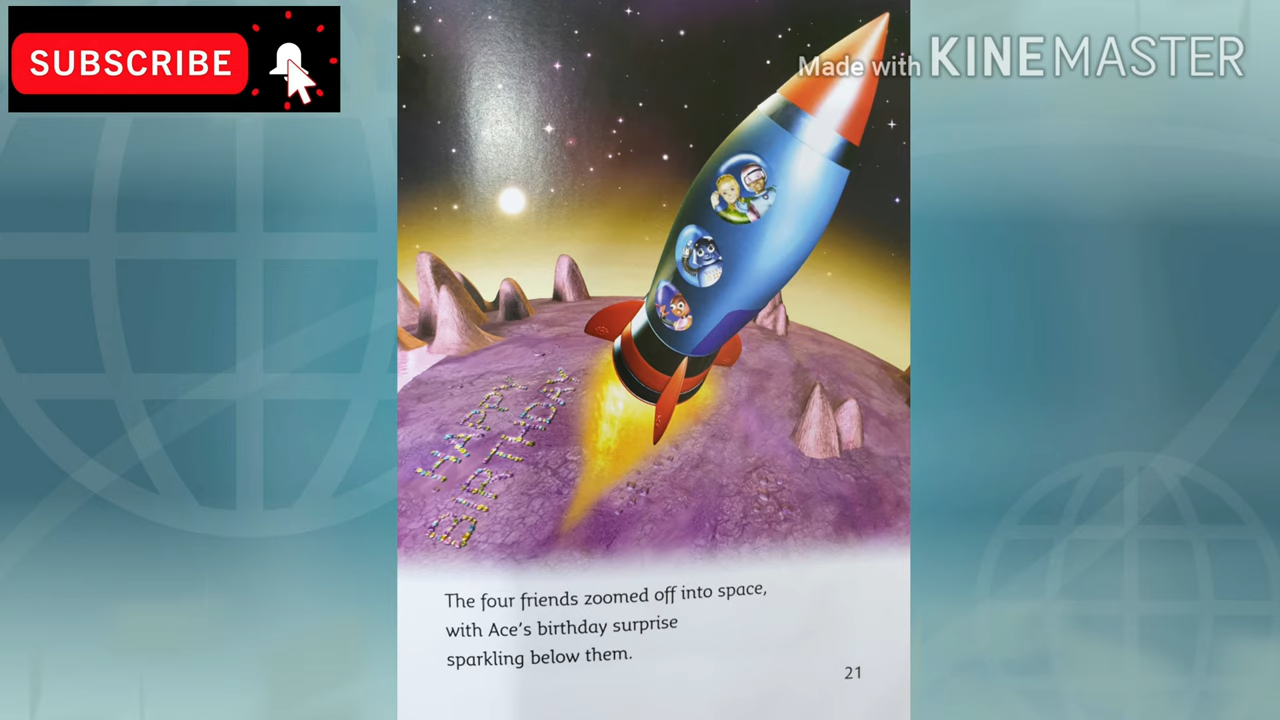 SUBSCRIBE
Made with KINEMASTER
HAPPY
BIRTHDAY
The four friends zoomed off into space,
with Ace's birthday surprise
sparkling below them.
21